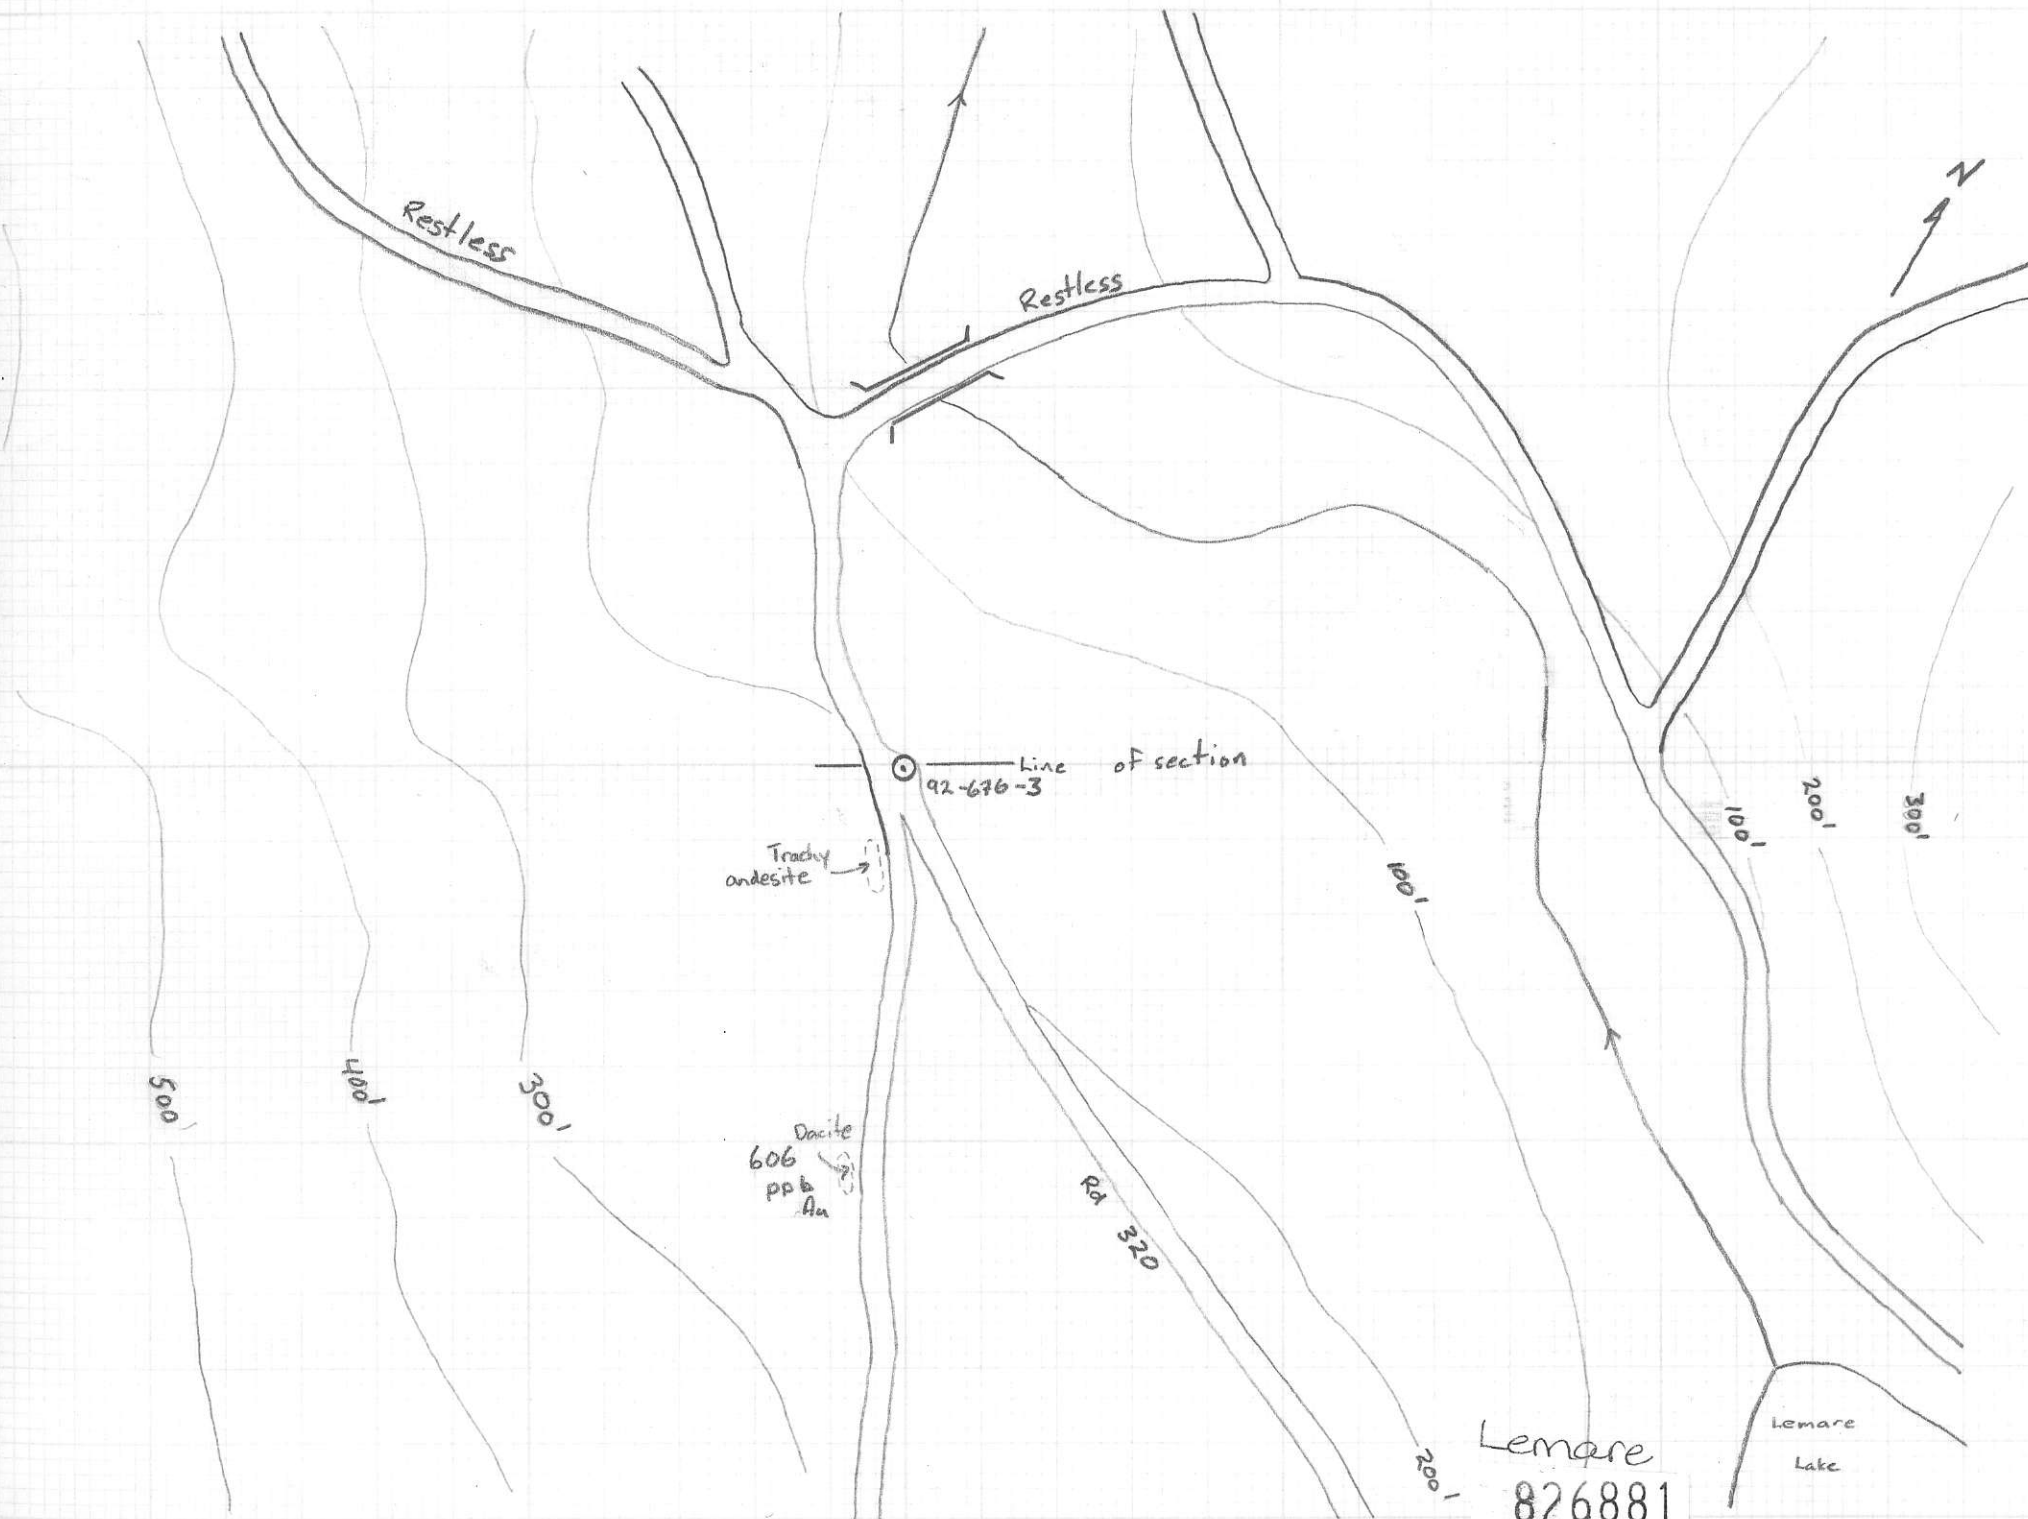 N
Restless
Restless
Line of section
92-676-3
100'
200'
300'
Trachy
andesite
100'
500
400'
300'
Dacite
606
ppb
Au
Rd 320
Lemare
Lake
Lemare
200'
826881